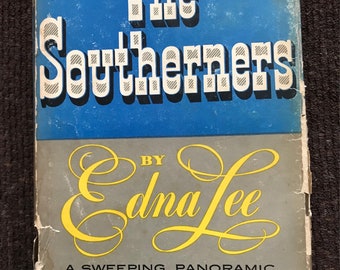 The
Southerners
BY
Edna Lee
A SWEEPING, PANORAMIC